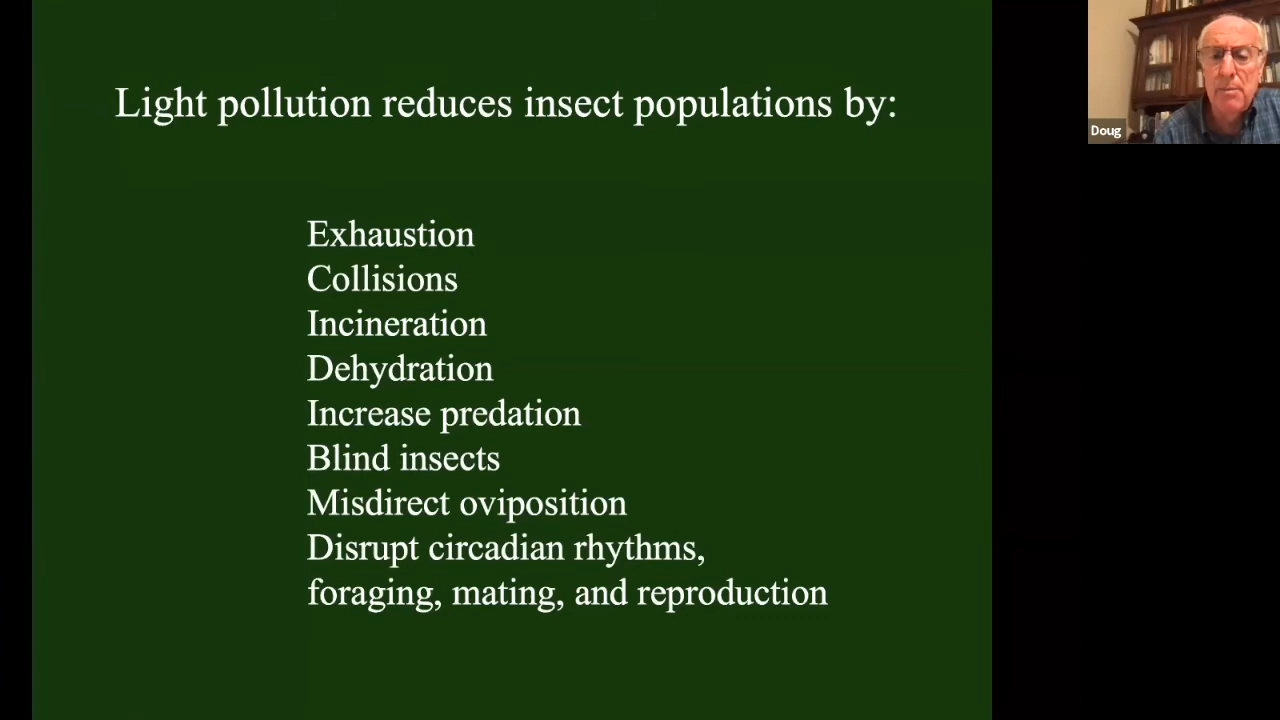 Light pollution reduces insect populations by:
Exhaustion
Collisions
Incineration
Dehydration
Increase predation
Blind insects
Misdirect oviposition
Disrupt circadian rhythms,
foraging, mating, and reproduction
Doug